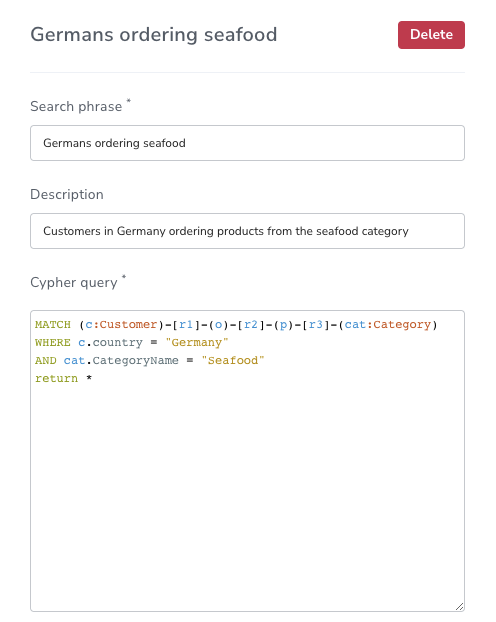 Germans ordering seafood
Delete
Search phrase *
Germans ordering seafood
Description
Customers in Germany ordering products from the seafood category
Cypher query *
MATCH (c:Customer)-[r1]-(o)-[r2]-(p)-[r3]-(cat:Category)
WHERE c.country = "Germany"
AND cat.CategoryName = "Seafood"
return *